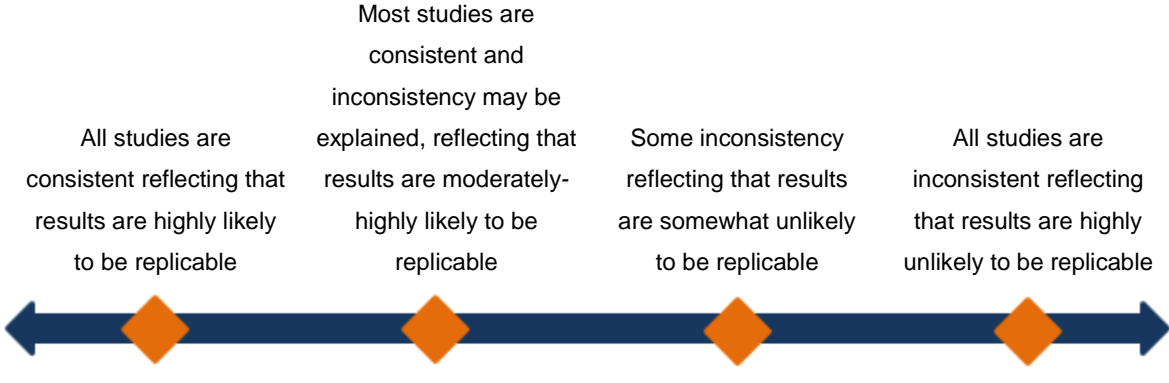 All studies are
consistent reflecting that
results are highly likely
to be replicable
Most studies are
consistent and
inconsistency may be
explained, reflecting that
results are moderately-
highly likely to be
replicable
Some inconsistency
reflecting that results
are somewhat unlikely
to be replicable
All studies are
inconsistent reflecting
that results are highly
unlikely to be replicable